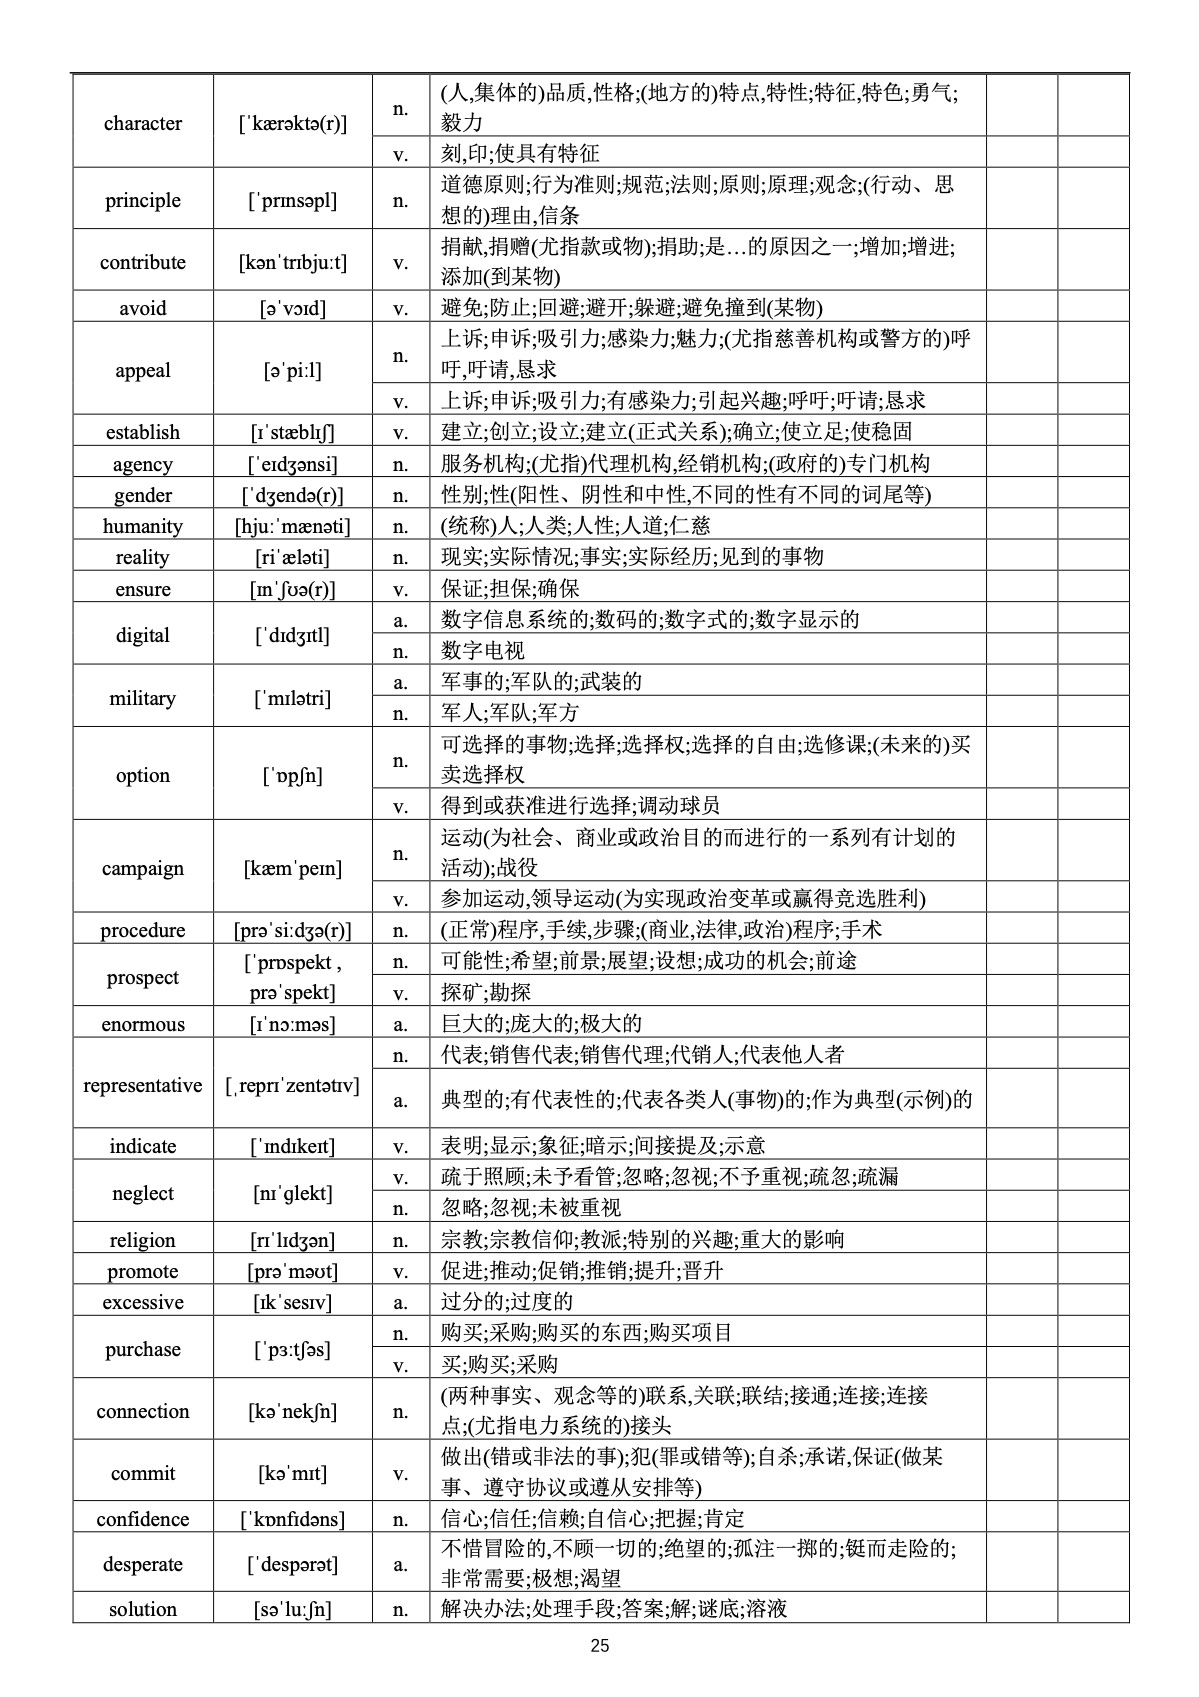 character [ˈkærəktə(r)] n. (人,集体的)品质,性格;(地方的)特点,特性;特征,特色;勇气;
毅力
v. 刻,印;使具有特征
principle [ˈprɪnsəpl] n. 道德原则;行为准则;规范;法则;原则;原理;观念;(行动、思
想的)理由,信条
contribute [kənˈtrɪbjuːt] v. 捐献,捐赠(尤指款或物);捐助;是…的原因之一;增加;增进;
添加(到某物)
avoid [əˈvɔɪd] v. 避免;防止;回避;避开;躲避;避免撞到(某物)
appeal [əˈpiːl] n. 上诉;申诉;吸引力;感染力;魅力;(尤指慈善机构或警方的)呼
吁,吁请,恳求
v. 上诉;申诉;吸引力;有感染力;引起兴趣;呼吁;吁请;恳求
establish [ɪˈstæblɪʃ] v. 建立;创立;设立;建立(正式关系);确立;使立足;使稳固
agency [ˈeɪdʒənsi] n. 服务机构;(尤指)代理机构,经销机构;(政府的)专门机构
gender [ˈdʒendə(r)] n. 性别;性(阳性、阴性和中性,不同的性有不同的词尾等)
humanity [hjuːˈmænəti] n. (统称)人;人类;人性;人道;仁慈
reality [riˈæləti] n. 现实;实际情况;事实;实际经历;见到的事物
ensure [ɪnˈʃʊə(r)] v. 保证;担保;确保
digital [ˈdɪdʒɪtl] a. 数字信息系统的;数码的;数字式的;数字显示的
n. 数字电视
military [ˈmɪlətri] a. 军事的;军队的;武装的
n. 军人;军队;军方
option [ˈɒpʃn] n. 可选择的事物;选择;选择权;选择的自由;选修课;(未来的)买
卖选择权
v. 得到或获准进行选择;调动球员
campaign [kæmˈpeɪn] n. 运动(为社会、商业或政治目的而进行的一系列有计划的
活动);战役
v. 参加运动,领导运动(为实现政治变革或赢得竞选胜利)
procedure [prəˈsiːdʒə(r)] n. (正常)程序,手续,步骤;(商业,法律,政治)程序;手术
prospect [ˈprɒspekt , n. 可能性;希望;前景;展望;设想;成功的机会;前途
prəˈspekt] v. 探矿;勘探
enormous [ɪˈnɔːməs] a. 巨大的;庞大的;极大的
representative [ˌreprɪˈzentətɪv] n. 代表;销售代表;销售代理;代销人;代表他人者
a. 典型的;有代表性的;代表各类人(事物)的;作为典型(示例)的
indicate [ˈɪndɪkeɪt] v. 表明;显示;象征;暗示;间接提及;示意
neglect [nɪˈɡlekt] v. 疏于照顾;未予看管;忽略;忽视;不予重视;疏忽;疏漏
n. 忽略;忽视;未被重视
religion [rɪˈlɪdʒən] n. 宗教;宗教信仰;教派;特别的兴趣;重大的影响
promote [prəˈməʊt] v. 促进;推动;促销;推销;提升;晋升
excessive [ɪkˈsesɪv] a. 过分的;过度的
purchase [ˈpɜːtʃəs] n. 购买;采购;购买的东西;购买项目
v. 买;购买;采购
connection [kəˈnekʃn] n. (两种事实、观念等的)联系,关联;联结;接通;连接;连接
点;(尤指电力系统的)接头
commit [kəˈmɪt] v. 做出(错或非法的事);犯(罪或错等);自杀;承诺,保证(做某
事、遵守协议或遵从安排等)
confidence [ˈkɒnfɪdəns] n. 信心;信任;信赖;自信心;把握;肯定
desperate [ˈdespərət] a. 不惜冒险的,不顾一切的;绝望的;孤注一掷的;铤而走险的;
非常需要;极想;渴望
solution [səˈluːʃn] n. 解决办法;处理手段;答案;解;谜底;溶液
25